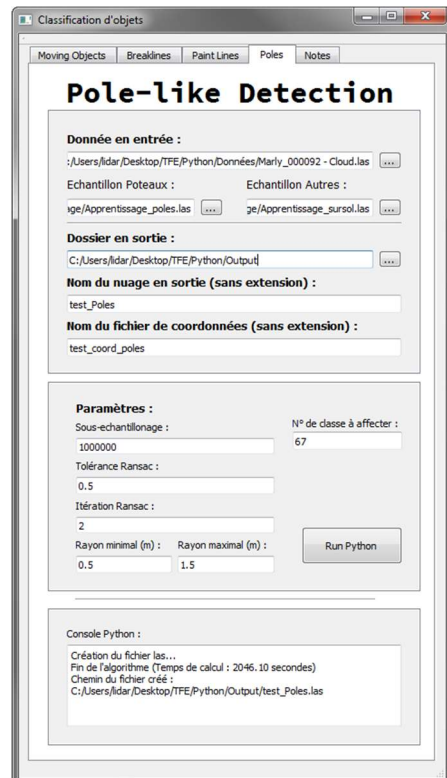 Classification d'objets
Moving Objects Breaklines Paint Lines Poles Notes
Pole-like Detection
Donnée en entrée :
:/Users/lidar/Desktop/TFE/Python/Données/Marly_000092 - Cloud.las ...
Echantillon Poteaux : Echantillon Autres :
age/Apprentissage_poles.las ... ge/Apprentissage_sursol.las ...
Dossier en sortie :
C:/Users/lidar/Desktop/TFE/Python/Output ...
Nom du nuage en sortie (sans extension) :
test_Poles
Nom du fichier de coordonnées (sans extension) :
test_coord_poles
Paramètres :
Sous-echantillonage : N° de classe à affecter :
1000000 67
Tolérance Ransac :
0.5
Itération Ransac :
2
Rayon minimal (m) : Rayon maximal (m) : Run Python
0.5 1.5
Console Python :
Création du fichier las...
Fin de l'algorithme (Temps de calcul : 2046.10 secondes)
Chemin du fichier créé :
C:/Users/lidar/Desktop/TFE/Python/Output/test_Poles.las